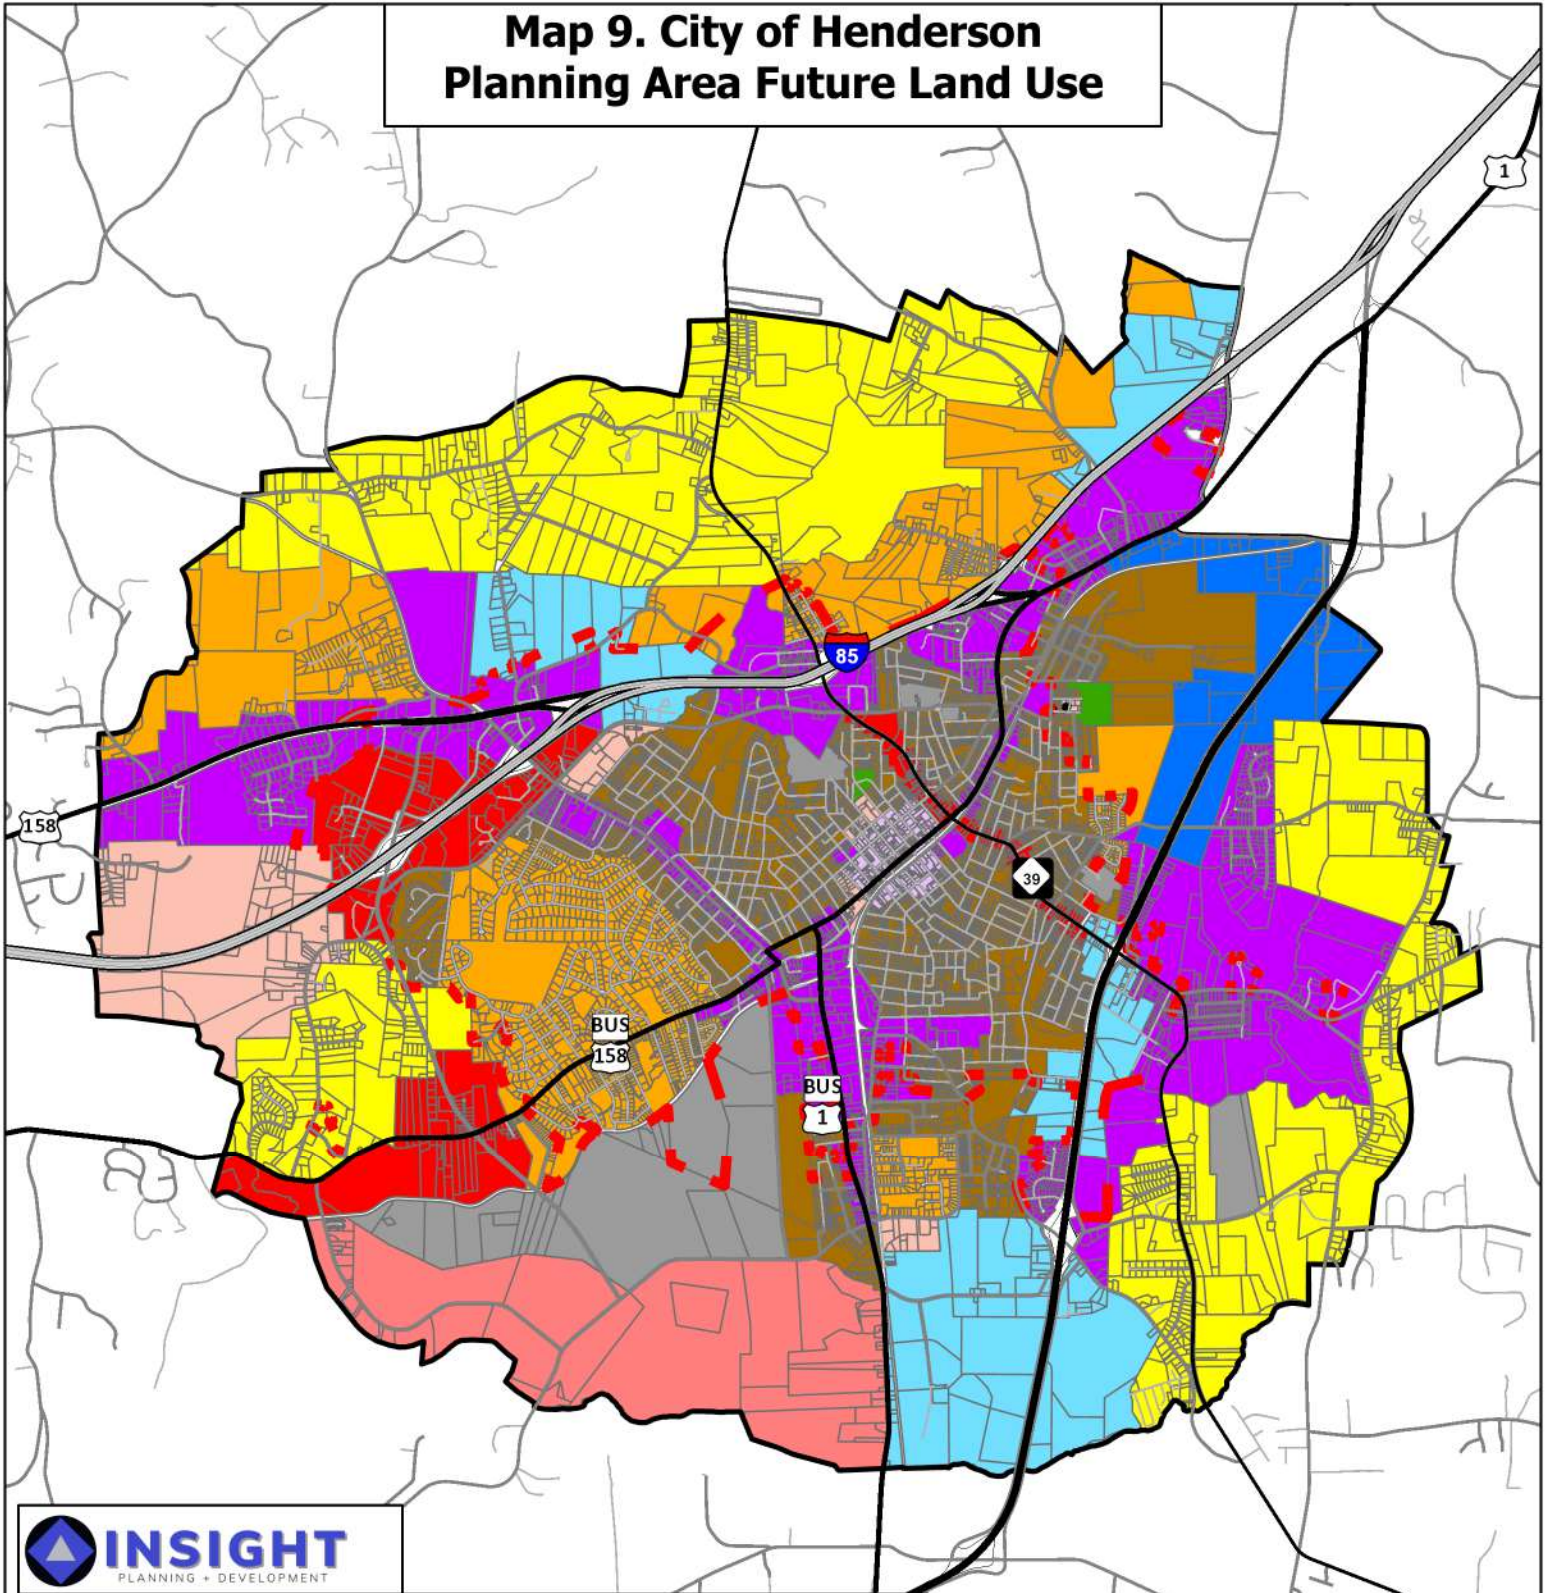 Map 9. City of Henderson
Planning Area Future Land Use
1
85
158
39
BUS
158
BUS
1
INSIGHT
PLANNING + DEVELOPMENT